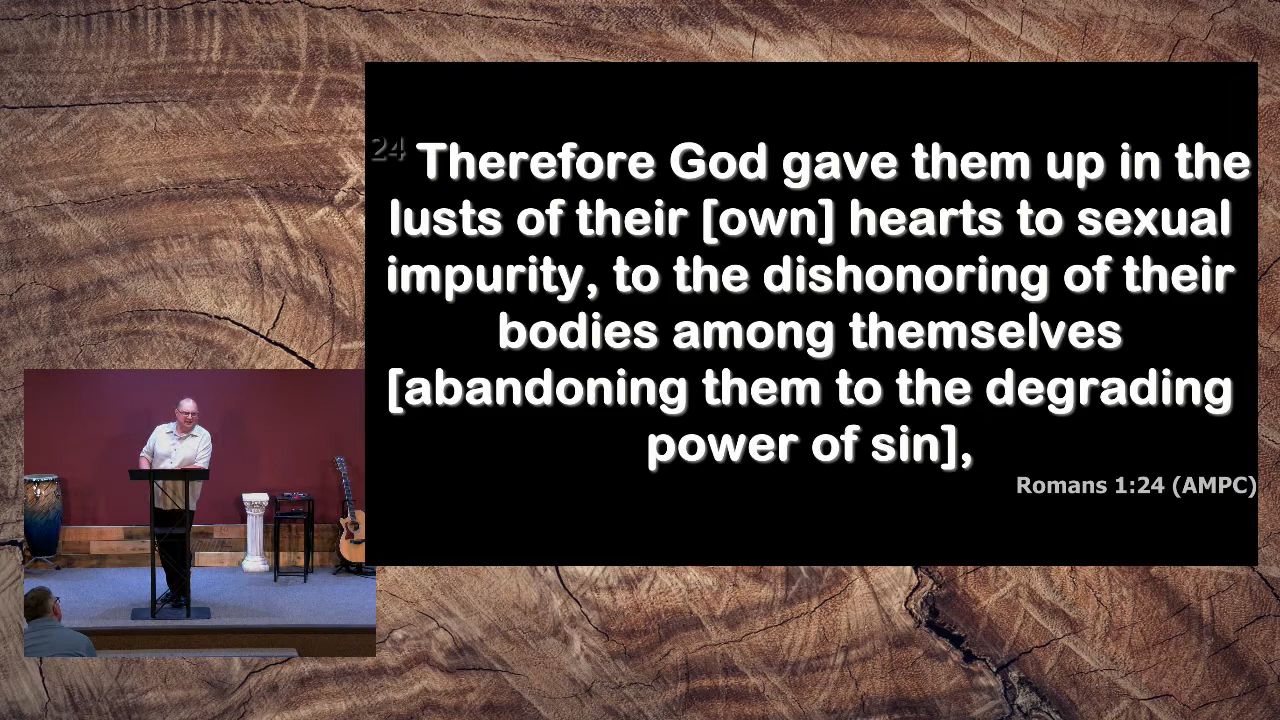 24 Therefore God gave them up in the
lusts of their [own] hearts to sexual
impurity, to the dishonoring of their
bodies among themselves
[abandoning them to the degrading
power of sin],
Romans 1:24 (AMPC)